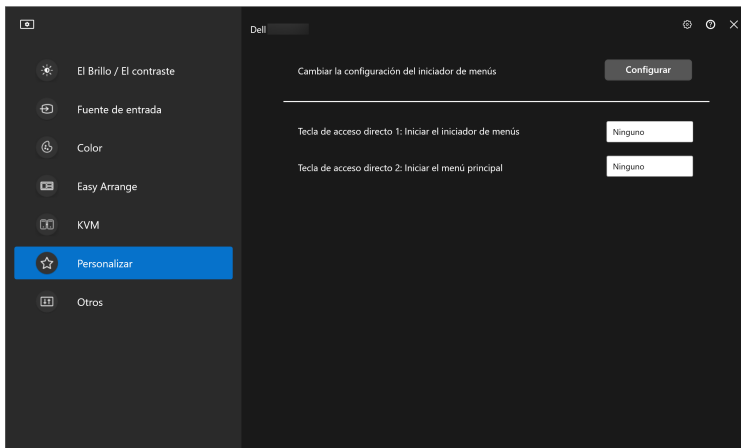 Dell
El Brillo / El contraste
Fuente de entrada
Color
Easy Arrange
KVM
Personalizar
Otros
Cambiar la configuración del iniciador de menús
Configurar
Tecla de acceso directo 1: Iniciar el iniciador de menús
Ninguno
Tecla de acceso directo 2: Iniciar el menú principal
Ninguno